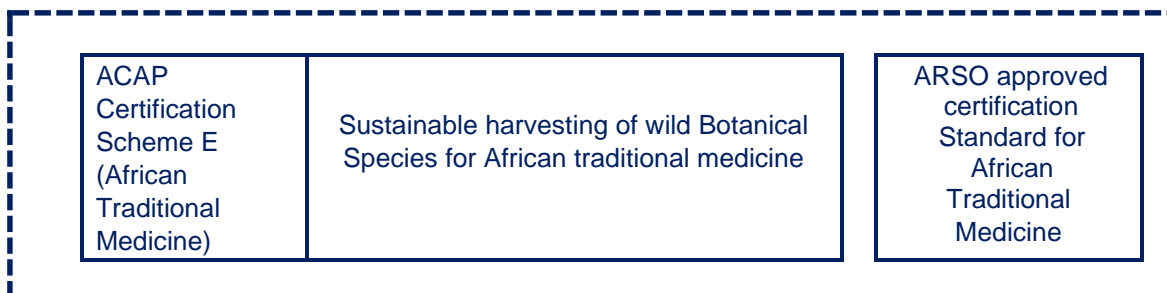 ACAP
Certification
Scheme E
(African
Traditional
Medicine)
Sustainable harvesting of wild Botanical
Species for African traditional medicine
ARSO approved
certification
Standard for
African
Traditional
Medicine